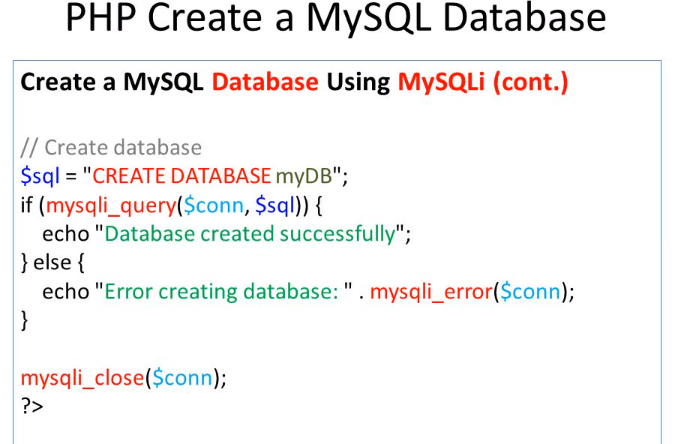 PHP Create a MySQL Database
Create a MySQL Database Using MySQLi (cont.)
// Create database
$sql = "CREATE DATABASE myDB";
if (mysqli_query($conn, $sql)) {
echo "Database created successfully";
} else {
echo "Error creating database: " . mysqli_error($conn);
}
mysqli_close($conn);
?>